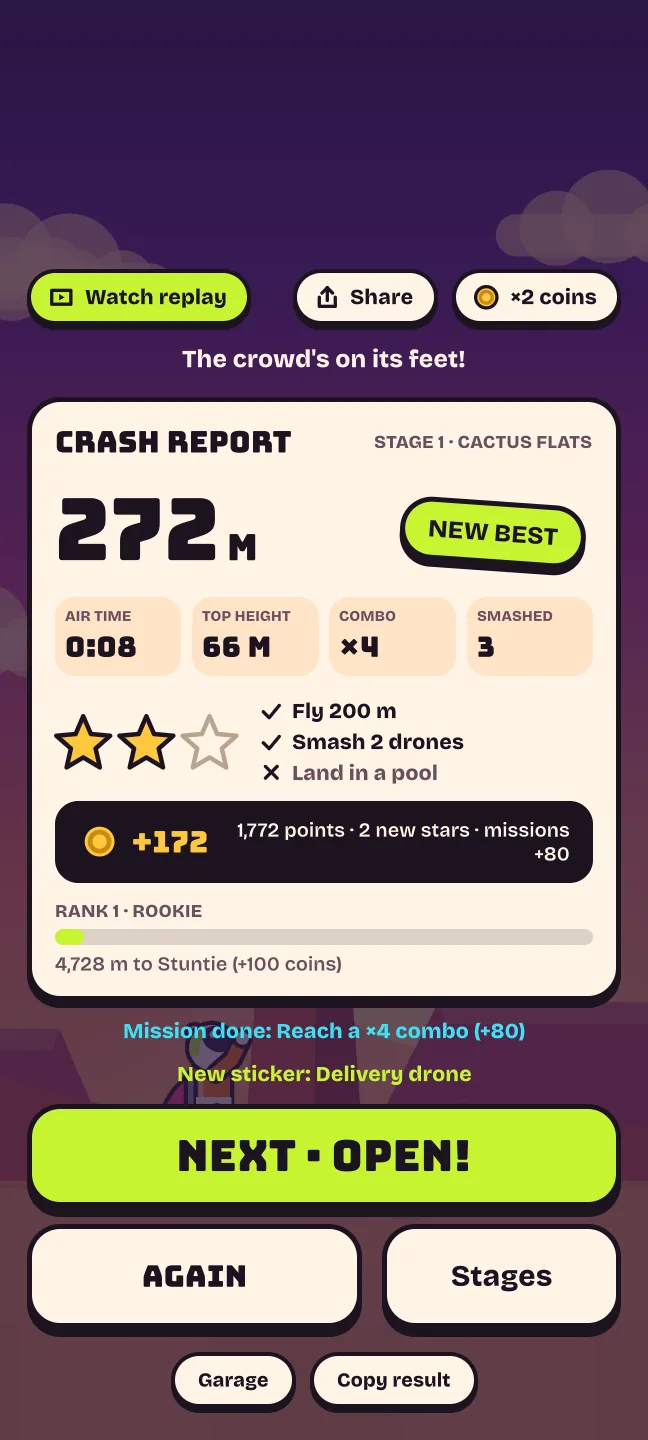 Watch replay
Share
×2 coins
The crowd's on its feet!
CRASH REPORT
STAGE 1 · CACTUS FLATS
272 M
NEW BEST
AIR TIME
0:08
TOP HEIGHT
66 M
COMBO
×4
SMASHED
3
Fly 200 m
Smash 2 drones
Land in a pool
+172
1,772 points · 2 new stars · missions
+80
RANK 1 · ROOKIE
4,728 m to Stuntie (+100 coins)
Mission done: Reach a ×4 combo (+80)
New sticker: Delivery drone
NEXT · OPEN!
AGAIN
Stages
Garage
Copy result